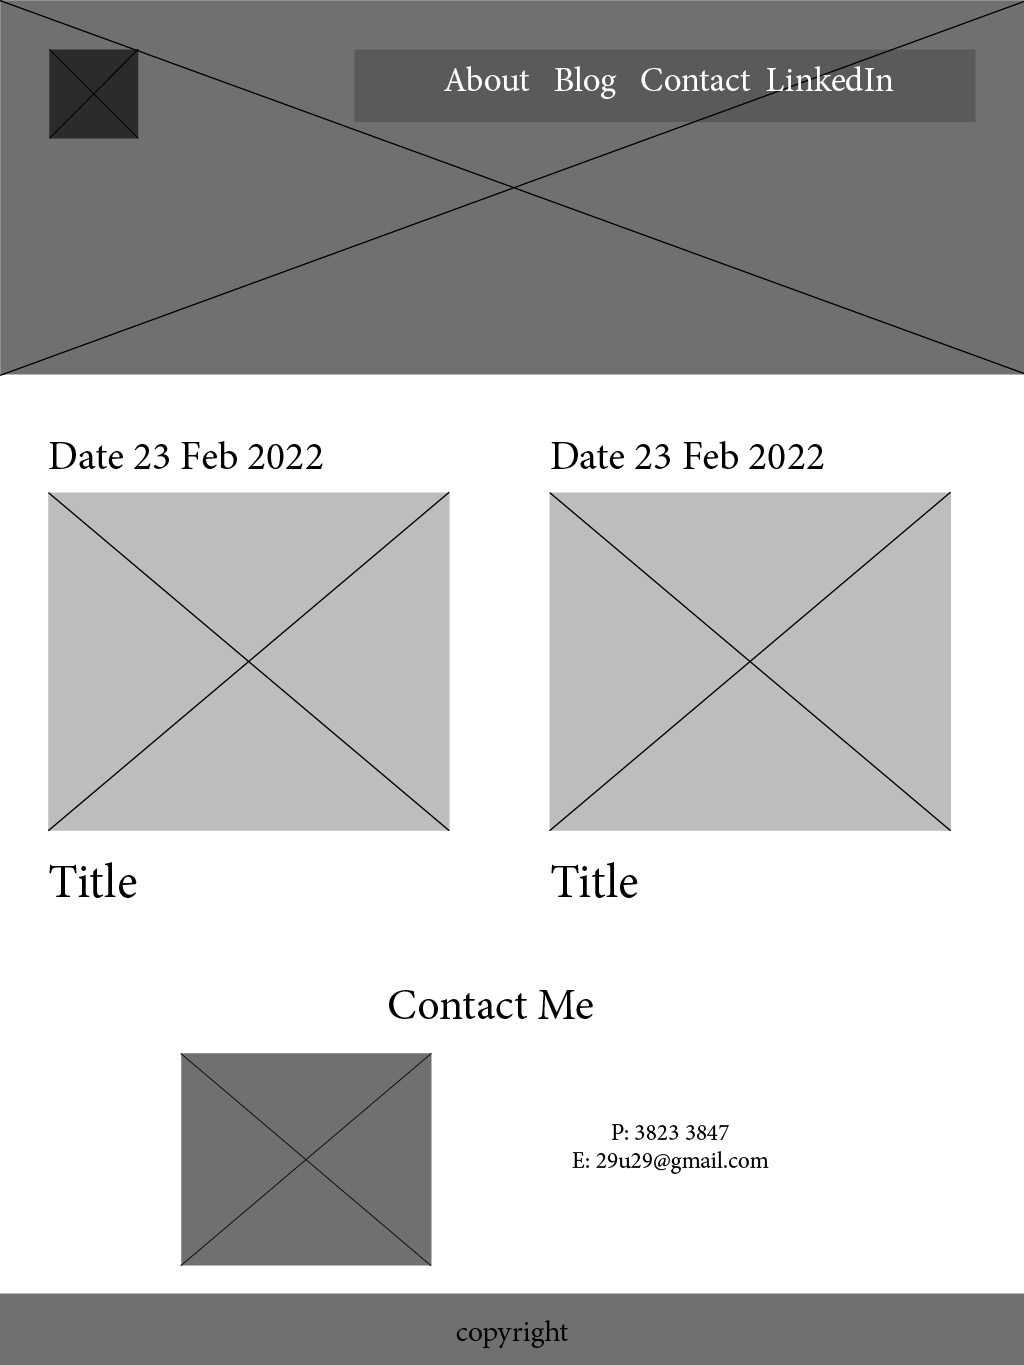 About Blog Contact LinkedIn
Date 23 Feb 2022
Date 23 Feb 2022
Title
Title
Contact Me
P: 3823 3847
E: 29u29@gmail.com
copyright